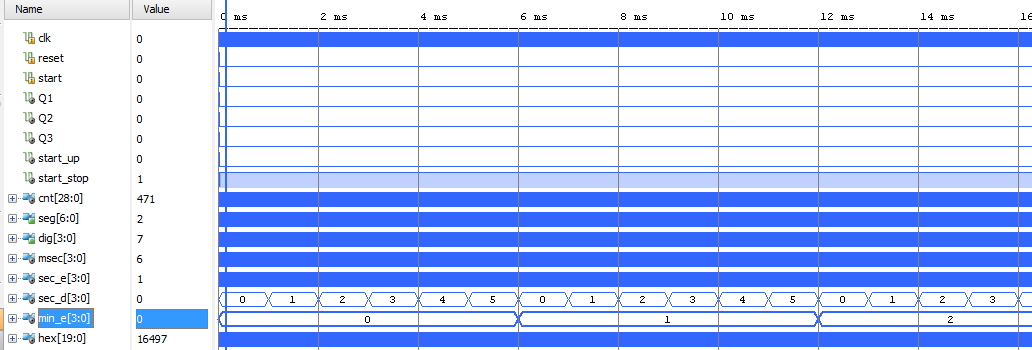 Name Value 0 ms 2 ms 4 ms 6 ms 8 ms 10 ms 12 ms 14 ms 16
clk 0
reset 0
start 0
Q1 0
Q2 0
Q3 0
start_up 0
start_stop 1
cnt[28:0] 471
seg[6:0] 2
dig[3:0] 7
msec[3:0] 6
sec_e[3:0] 1
sec_d[3:0] 0 0 1 2 3 4 5 0 1 2 3 4 5 0 1 2 3
min_e[3:0] 0 0 1 2
hex[19:0] 16497